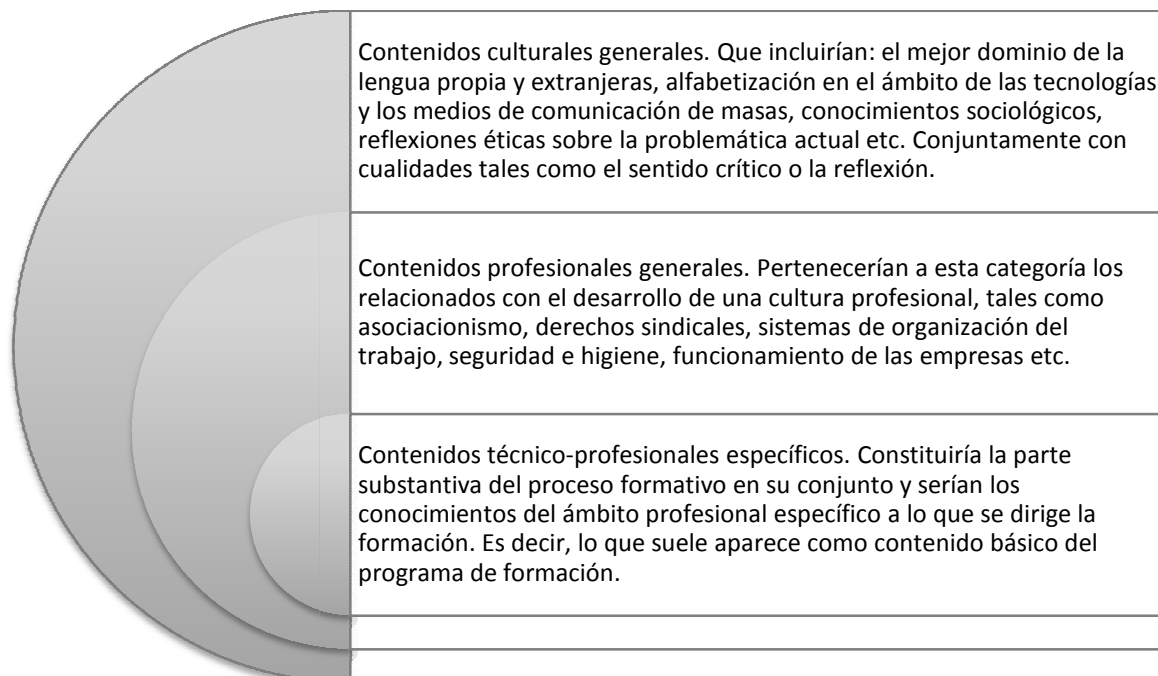 Contenidos culturales generales. Que incluirían: el mejor dominio de la
lengua propia y extranjeras, alfabetización en el ámbito de las tecnologías
y los medios de comunicación de masas, conocimientos sociológicos,
reflexiones éticas sobre la problemática actual etc. Conjuntamente con
cualidades tales como el sentido crítico o la reflexión.
Contenidos profesionales generales. Pertenecerían a esta categoría los
relacionados con el desarrollo de una cultura profesional, tales como
asociacionismo, derechos sindicales, sistemas de organización del
trabajo, seguridad e higiene, funcionamiento de las empresas etc.
Contenidos técnico-profesionales específicos. Constituiría la parte
substantiva del proceso formativo en su conjunto y serían los
conocimientos del ámbito profesional específico a lo que se dirige la
formación. Es decir, lo que suele aparece como contenido básico del
programa de formación.